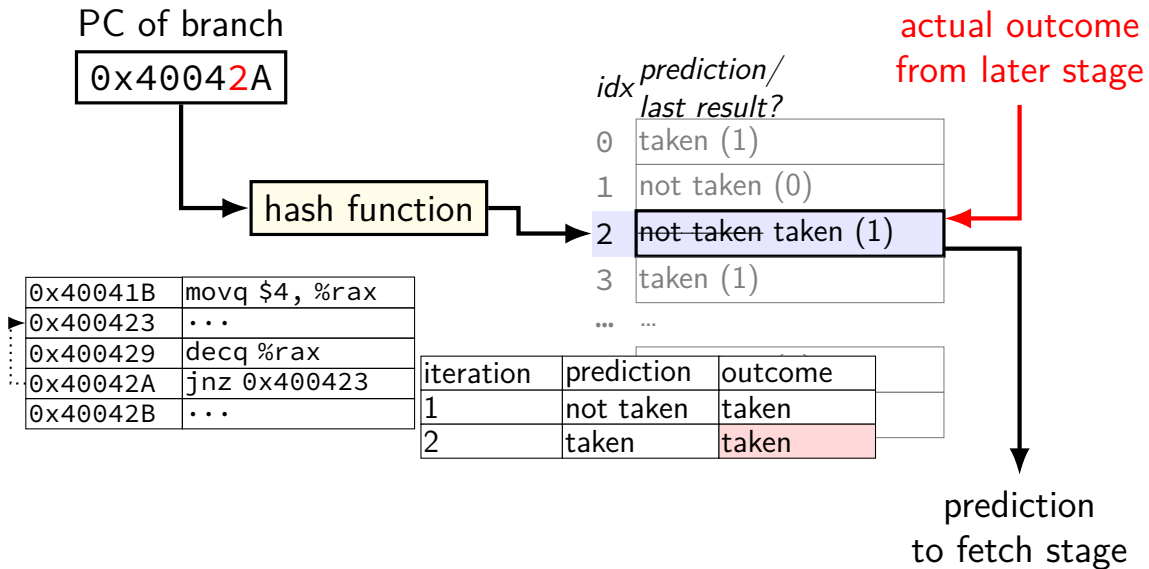 PC of branch
0x40042A
hash function
idx prediction/
last result?
0 taken (1)
1 not taken (0)
2 not taken taken (1)
3 taken (1)
... ...
actual outcome
from later stage
0x40041B movq $4, %rax
0x400423 ...
0x400429 decq %rax
0x40042A jnz 0x400423
0x40042B ...
iteration prediction outcome
1 not taken taken
2 taken taken
prediction
to fetch stage